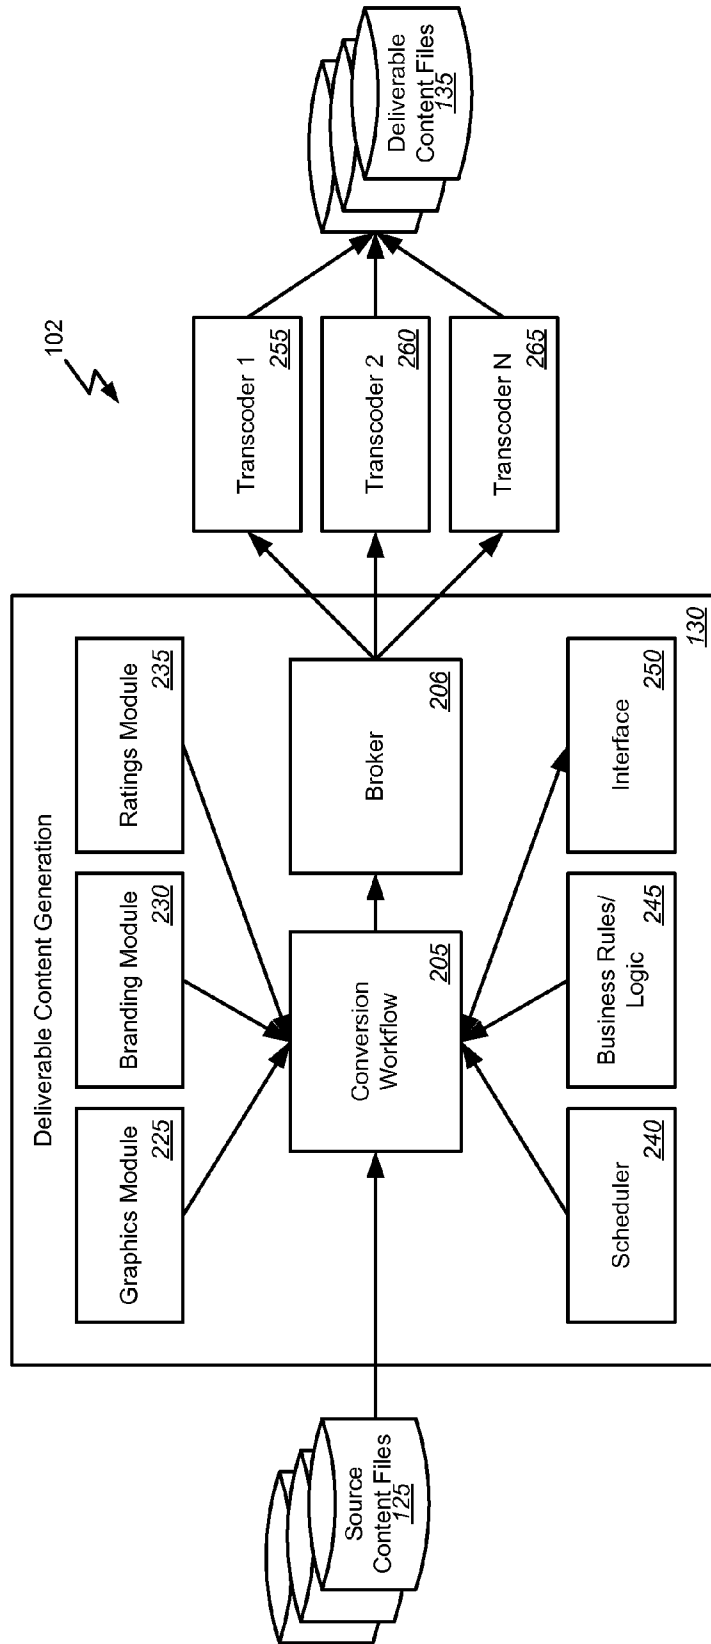 102
Deliverable Content Generation
Graphics Module
225
Branding Module
230
Ratings Module
235
Source
Content Files
125
Conversion
Workflow
205
Broker
206
Transcoder 1
255
Transcoder 2
260
Transcoder N
265
Deliverable
Content Files
135
Scheduler
240
Business Rules/
Logic
245
Interface
250
130